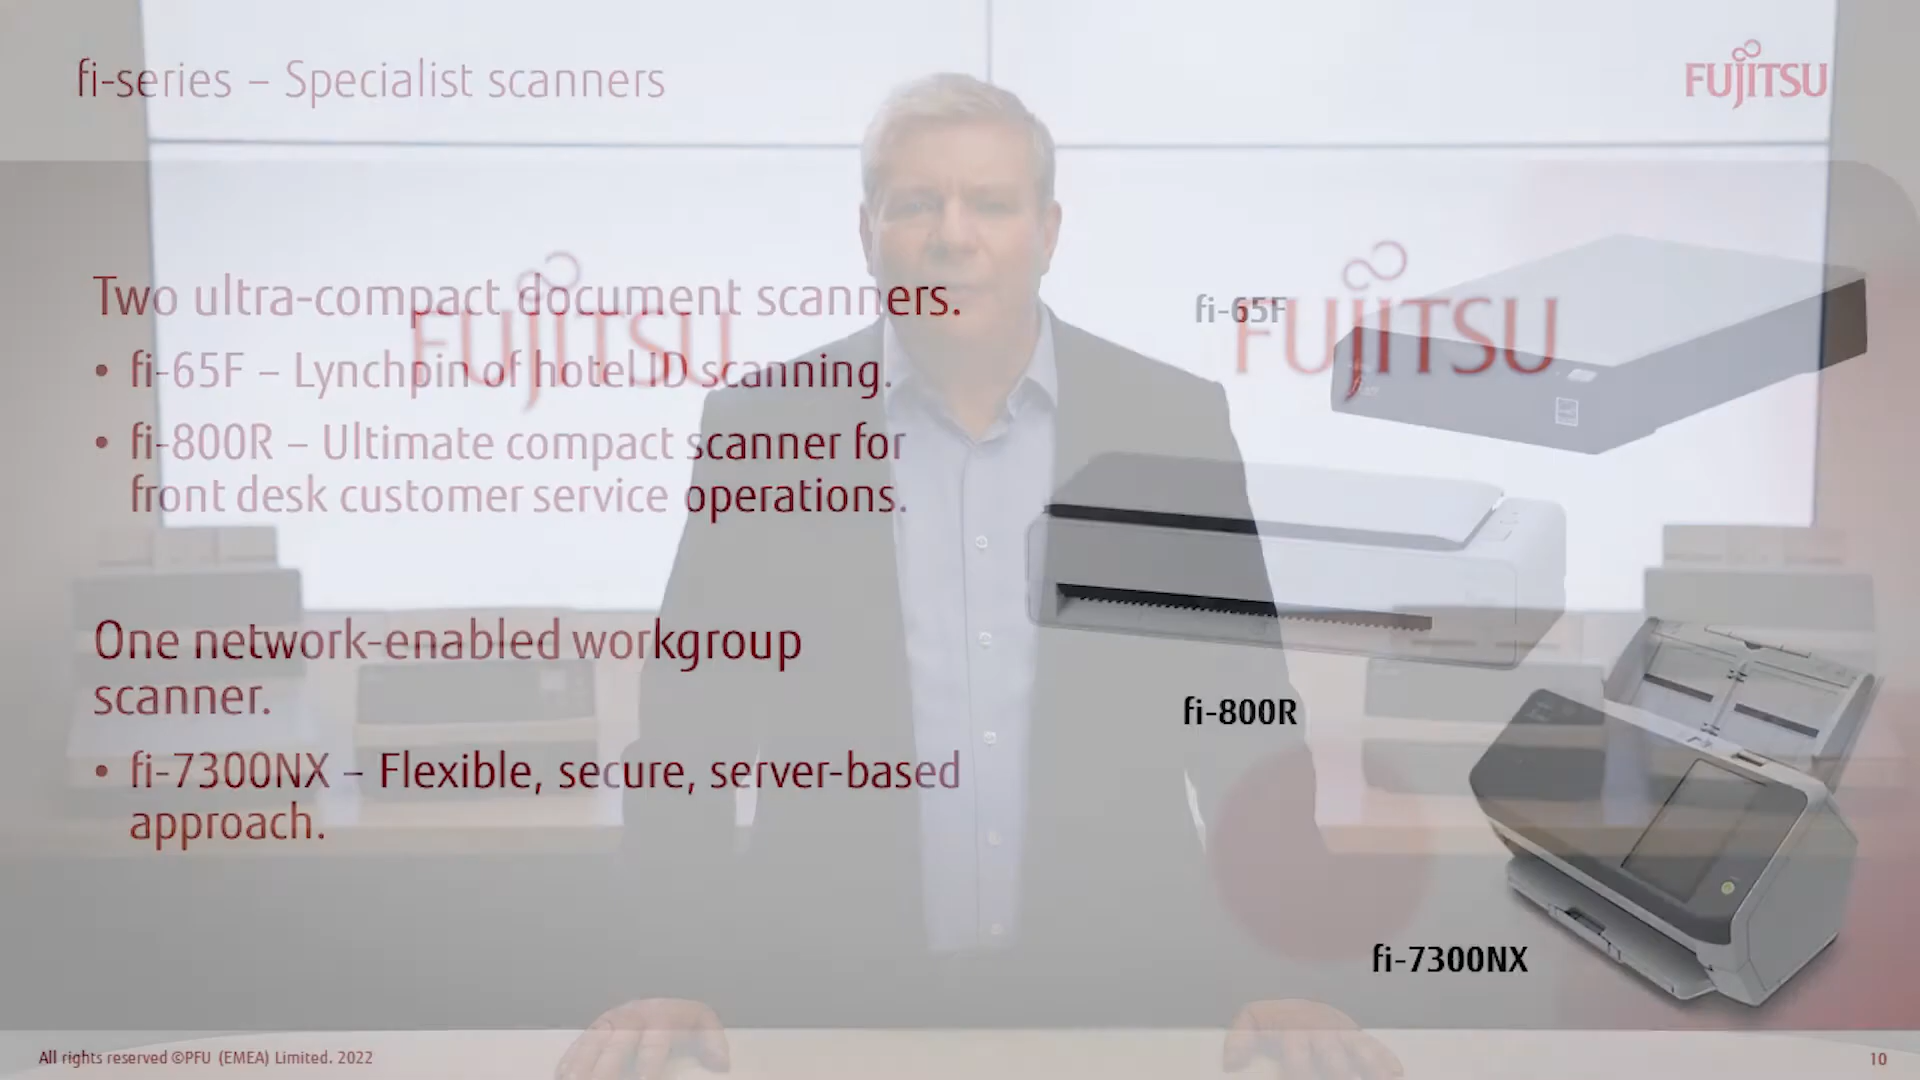 fi-series – Specialist scanners
FUJITSU
Two ultra-compact document scanners.
• fi-65F – Lynchpin of hotel ID scanning.
• fi-800R – Ultimate compact scanner for
front desk customer service operations.
One network-enabled workgroup
scanner.
• fi-7300NX – Flexible, secure, server-based
approach.
FUJITSU
FUJITSU
fi-65F
fi-800R
fi-7300NX
All rights reserved ©PFU (EMEA) Limited. 2022
10